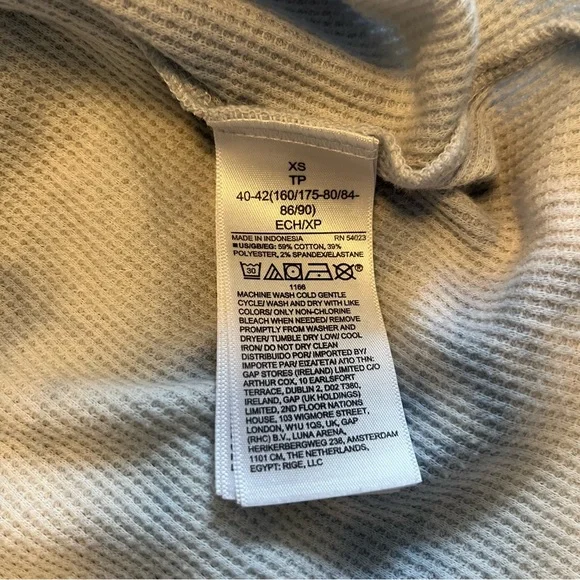 XS
TP
40-42(160/175-80/84-
86/90)
ECH/XP
MADE IN INDONESIA RN 54023
US/GB/EG: 59% COTTON, 39%
POLYESTER, 2% SPANDEX/ELASTANE
30
1166
MACHINE WASH COLD GENTLE
CYCLE/ WASH AND DRY WITH LIKE
COLORS/ ONLY NON-CHLORINE
BLEACH WHEN NEEDED/ REMOVE
PROMPTLY FROM WASHER AND
DRYER/ TUMBLE DRY LOW/ COOL
IRON/ DO NOT DRY CLEAN
DISTRIBUIDO POR/ IMPORTED BY/
IMPORTE PAR/ ΕΙΣΑΓΕΤΑΙ ΑΠΟ ΤΗΝ:
GAP STORES (IRELAND) LIMITED C/O
ARTHUR COX, 10 EARLSFORT
TERRACE, DUBLIN 2, D02 T380,
IRELAND, GAP (UK HOLDINGS)
LIMITED, 2ND FLOOR NATIONS
HOUSE, 103 WIGMORE STREET,
LONDON, W1U 1QS, UK, GAP
(RHC) B.V., LUNA ARENA,
HERIKERBERGWEG 238, AMSTERDAM
1101 CM, THE NETHERLANDS,
EGYPT: RIGE, LLC